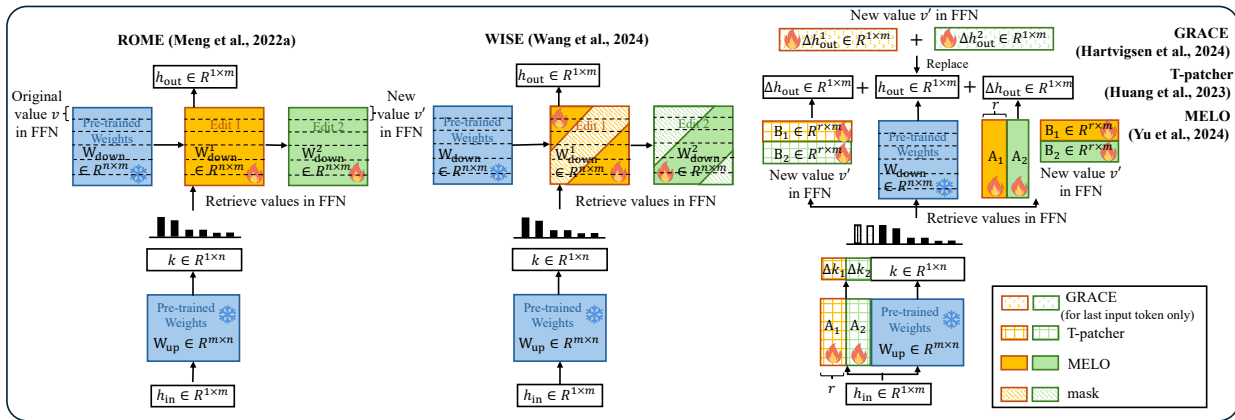 ROME (Meng et al., 2022a)
h_out ∈ R^{1×m}
Original
value v in
FFN
Pre-trained
Weights
W_down
∈ R^{n×m}
Edit 1
W^1_down
∈ R^{n×m}
Edit 2
W^2_down
∈ R^{n×m}
New
value v′
in FFN
Retrieve values in FFN
k ∈ R^{1×n}
Pre-trained
Weights
W_up ∈ R^{m×n}
h_in ∈ R^{1×m}
WISE (Wang et al., 2024)
h_out ∈ R^{1×m}
Pre-trained
Weights
W_down
∈ R^{n×m}
Edit 1
W^1_down
∈ R^{n×m}
Edit 2
W^2_down
∈ R^{n×m}
Retrieve values in FFN
k ∈ R^{1×n}
Pre-trained
Weights
W_up ∈ R^{m×n}
h_in ∈ R^{1×m}
New value v′ in FFN
Δh^1_out ∈ R^{1×m} + Δh^2_out ∈ R^{1×m}
Replace
Δh_out ∈ R^{1×m} + h_out ∈ R^{1×m} + Δh_out ∈ R^{1×m}
GRACE
(Hartvigsen et al., 2024)
T-patcher
(Huang et al., 2023)
MELO
(Yu et al., 2024)
B_1 ∈ R^{r×m}
B_2 ∈ R^{r×m}
New value v′
in FFN
Pre-trained
Weights
W_down
∈ R^{n×m}
r
A_1 A_2
B_1 ∈ R^{r×m}
B_2 ∈ R^{r×m}
New value v′
in FFN
Retrieve values in FFN
Δk_1 Δk_2 k ∈ R^{1×n}
A_1 A_2
Pre-trained
Weights
W_up ∈ R^{m×n}
r
h_in ∈ R^{1×m}
GRACE
(for last input token only)
T-patcher
MELO
mask